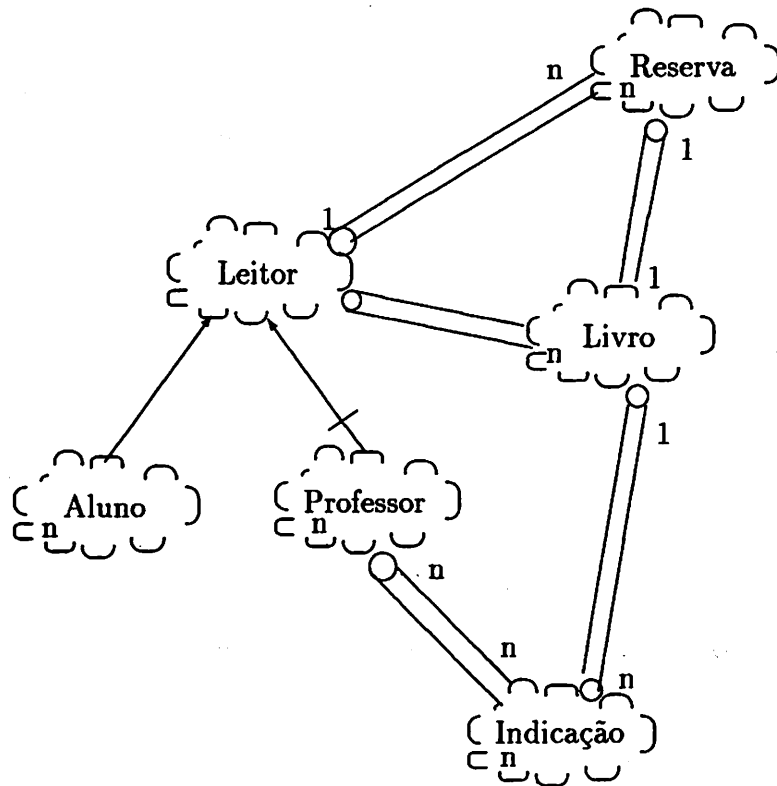 Reserva
n
n
1
1
Leitor
1
Livro
n
1
Aluno
n
Professor
n
n
n
n
Indicação
n